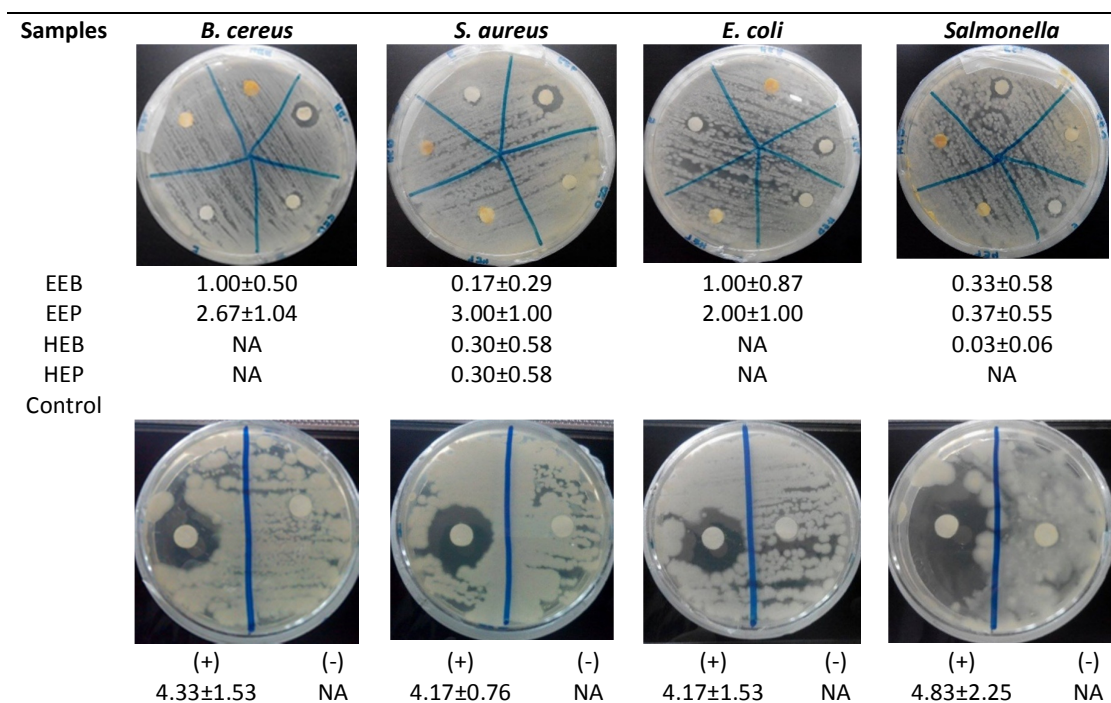 Samples B. cereus S. aureus E. coli Salmonella
EEB 1.00±0.50 0.17±0.29 1.00±0.87 0.33±0.58
EEP 2.67±1.04 3.00±1.00 2.00±1.00 0.37±0.55
HEB NA 0.30±0.58 NA 0.03±0.06
HEP NA 0.30±0.58 NA NA
Control
(+) (-) (+) (-) (+) (-) (+) (-)
4.33±1.53 NA 4.17±0.76 NA 4.17±1.53 NA 4.83±2.25 NA